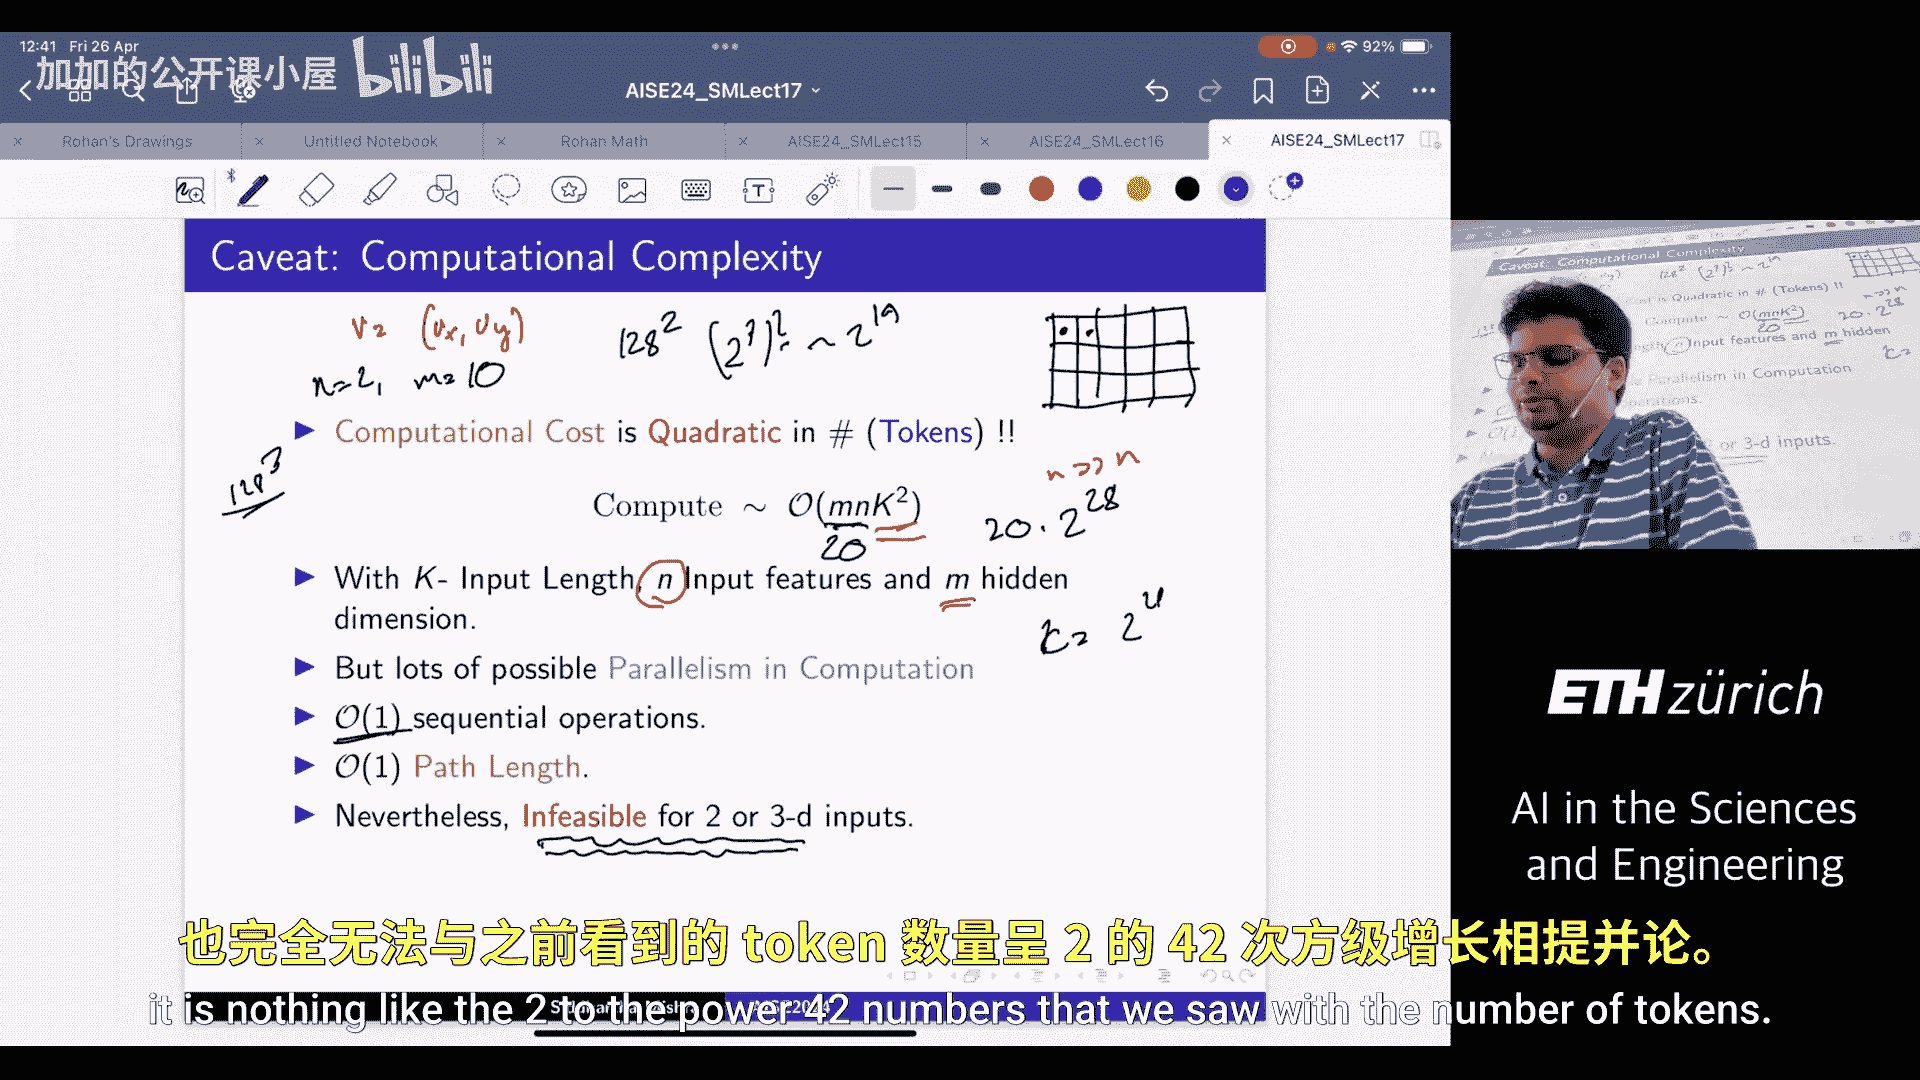 12:41 Fri 26 Apr
92%
加加的公开课小屋 bilibili
AISE24_SMLect17
Rohan's Drawings
Untitled Notebook
Rohan Math
AISE24_SMLect15
AISE24_SMLect16
AISE24_SMLect17
Caveat: Computational Complexity
v = (vx, vy)
n=2, m=10
128² (2⁷)² ~ 2¹⁴
Computational Cost is Quadratic in # (Tokens) !!
128³
Compute ~ O(mnK²)
20
n >> n
20 · 2²⁸
With K- Input Length, n Input features and m hidden
dimension.
But lots of possible Parallelism in Computation
O(1) sequential operations.
O(1) Path Length.
Nevertheless, Infeasible for 2 or 3-d inputs.
ETH zürich
AI in the Sciences
and Engineering
也完全无法与之前看到的 token 数量呈 2 的 42 次方级增长相提并论。
it is nothing like the 2 to the power 42 numbers that we saw with the number of tokens.